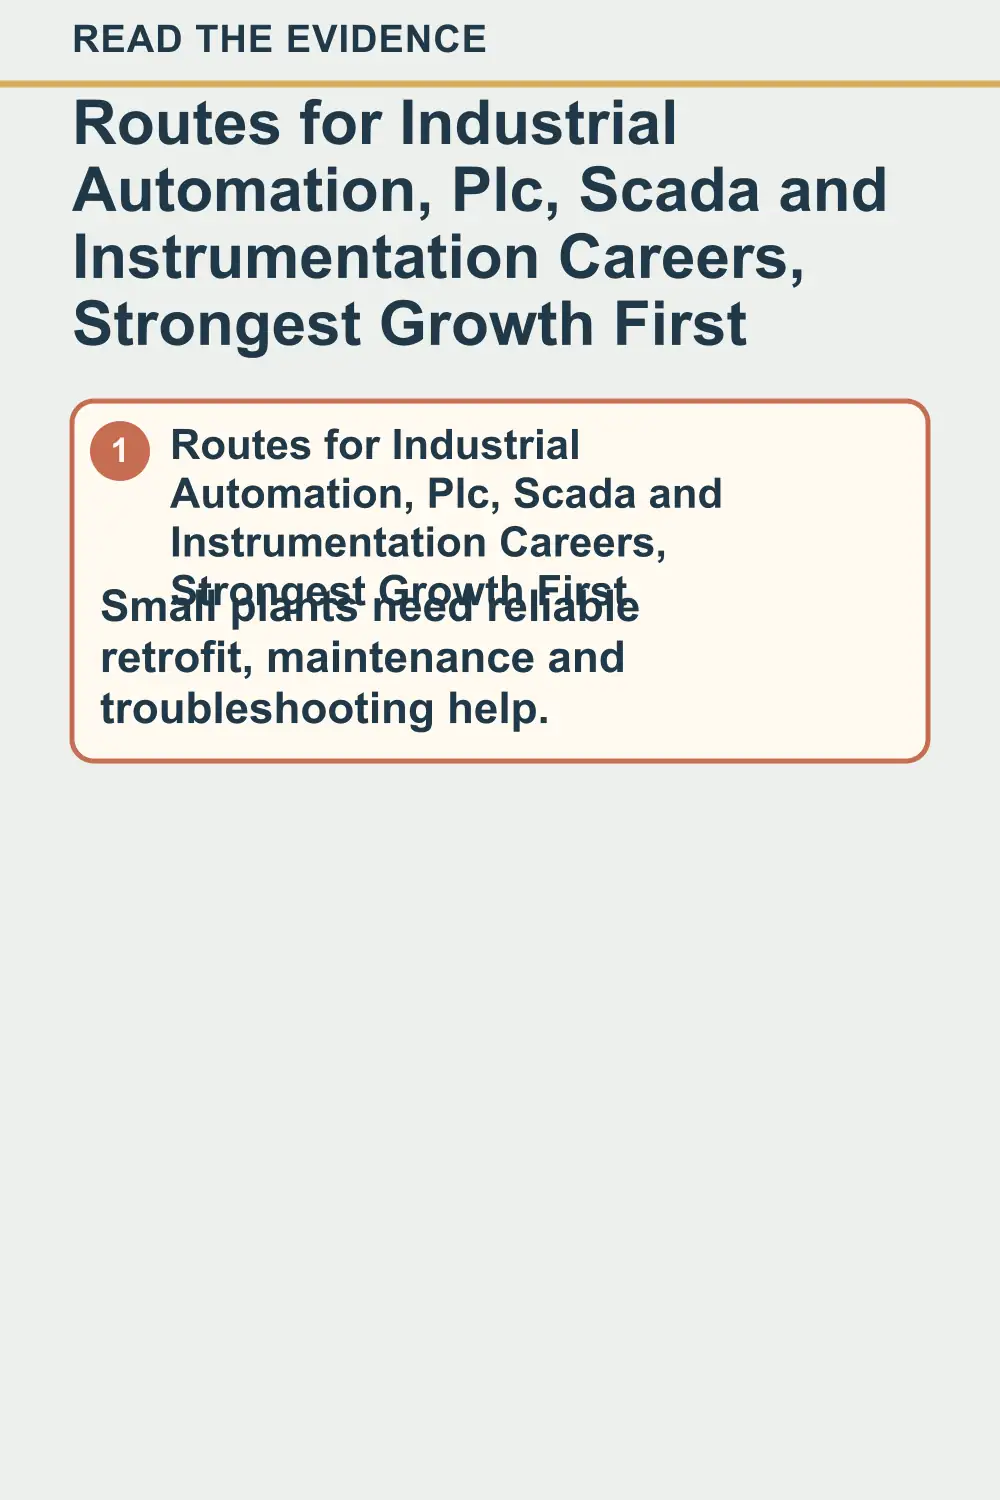 READ THE EVIDENCE
Routes for Industrial
Automation, Plc, Scada and
Instrumentation Careers,
Strongest Growth First
1
Routes for Industrial
Automation, Plc, Scada and
Instrumentation Careers,
Strongest Growth First
Small plants need reliable
retrofit, maintenance and
troubleshooting help.